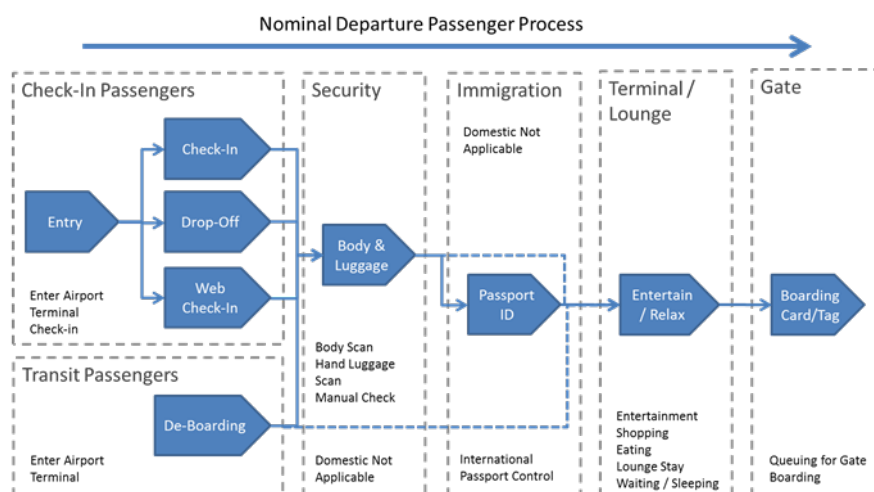 Nominal Departure Passenger Process
Check-In Passengers
Entry
Check-In
Drop-Off
Web
Check-In
Enter Airport
Terminal
Check-in
Transit Passengers
De-Boarding
Enter Airport
Terminal
Security
Body &
Luggage
Body Scan
Hand Luggage
Scan
Manual Check
Domestic Not
Applicable
Immigration
Domestic Not
Applicable
Passport
ID
International
Passport Control
Terminal /
Lounge
Entertain
/ Relax
Entertainment
Shopping
Eating
Lounge Stay
Waiting / Sleeping
Gate
Boarding
Card/Tag
Queuing for Gate
Boarding